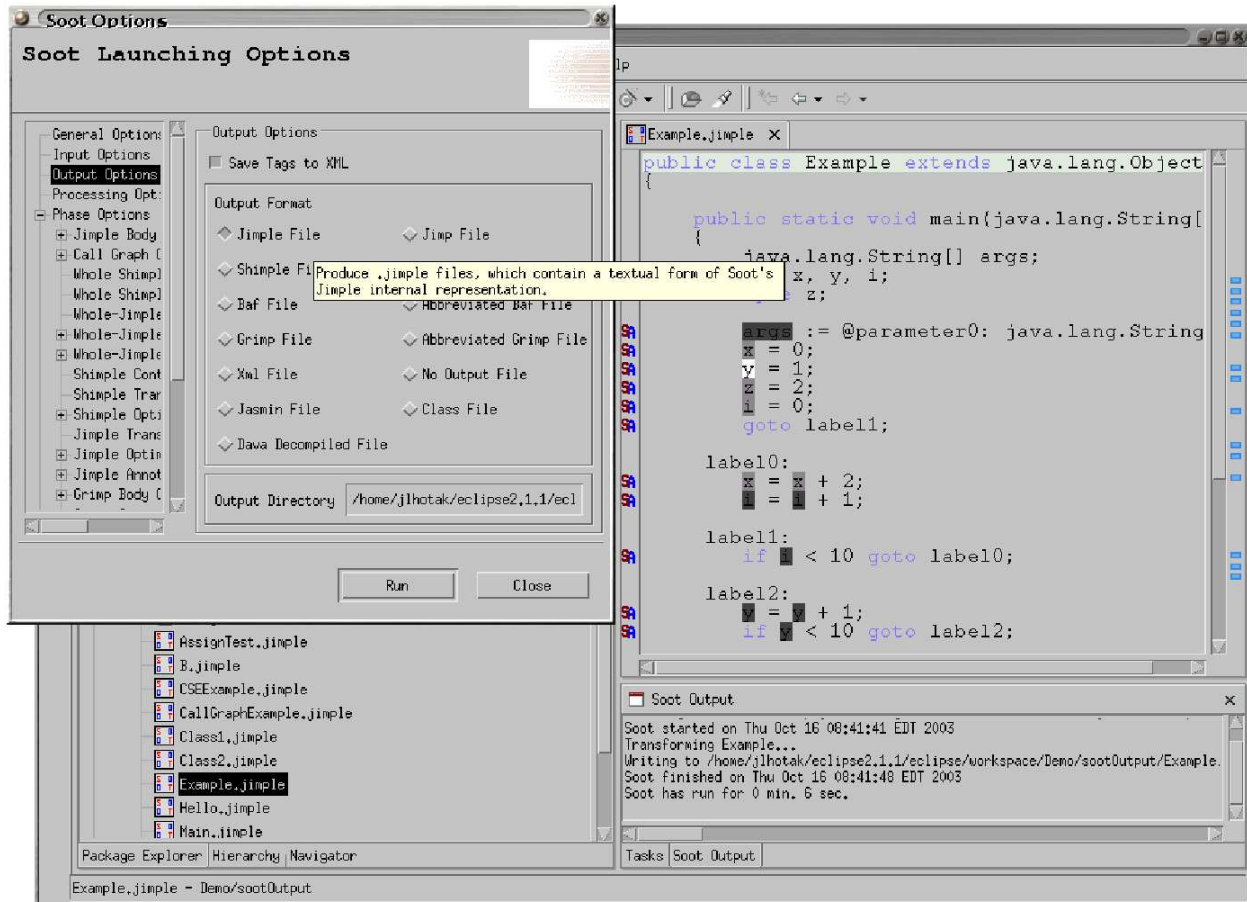 Soot Options
Soot Launching Options
General Options
Input Options
Output Options
Processing Opt
Phase Options
Jimple Body
Call Graph
Whole Shimpl
Whole Shimpl
Whole-Jimple
Whole-Jimple
Whole-Jimple
Shimple Cont
Shimple Tran
Shimple Opti
Jimple Trans
Jimple Optim
Jimple Annot
Grimp Body
Output Options
Save Tags to XML
Output Format
Jimple File
Jimp File
Shimple Fi
Produce .jimple files, which contain a textual form of Soot's
Jimple internal representation.
Baf File
Abbreviated Baf File
Grimp File
Abbreviated Grimp File
Xml File
No Output File
Jasmin File
Class File
Dava Decompiled File
Output Directory
/home/jlhotak/eclipse2.1.1/ecl
Run
Close
lp
Example.jimple
public class Example extends java.lang.Object
{
public static void main(java.lang.String[
{
java.lang.String[] args;
x, y, i;
z;
args := @parameter0: java.lang.String
x = 0;
y = 1;
z = 2;
i = 0;
goto label1;
label0:
x = x + 2;
i = i + 1;
label1:
if i < 10 goto label0;
label2:
y = y + 1;
if y < 10 goto label2;
AssignTest.jimple
B.jimple
CSEExample.jimple
CallGraphExample.jimple
Class1.jimple
Class2.jimple
Example.jimple
Hello.jimple
Main.jimple
Package Explorer Hierarchy Navigator
Soot Output
Soot started on Thu Oct 16 08:41:41 EDT 2003
Transforming Example...
Writing to /home/jlhotak/eclipse2.1.1/eclipse/workspace/Demo/sootOutput/Example.
Soot finished on Thu Oct 16 08:41:48 EDT 2003
Soot has run for 0 min. 6 sec.
Tasks Soot Output
Example.jimple - Demo/sootOutput